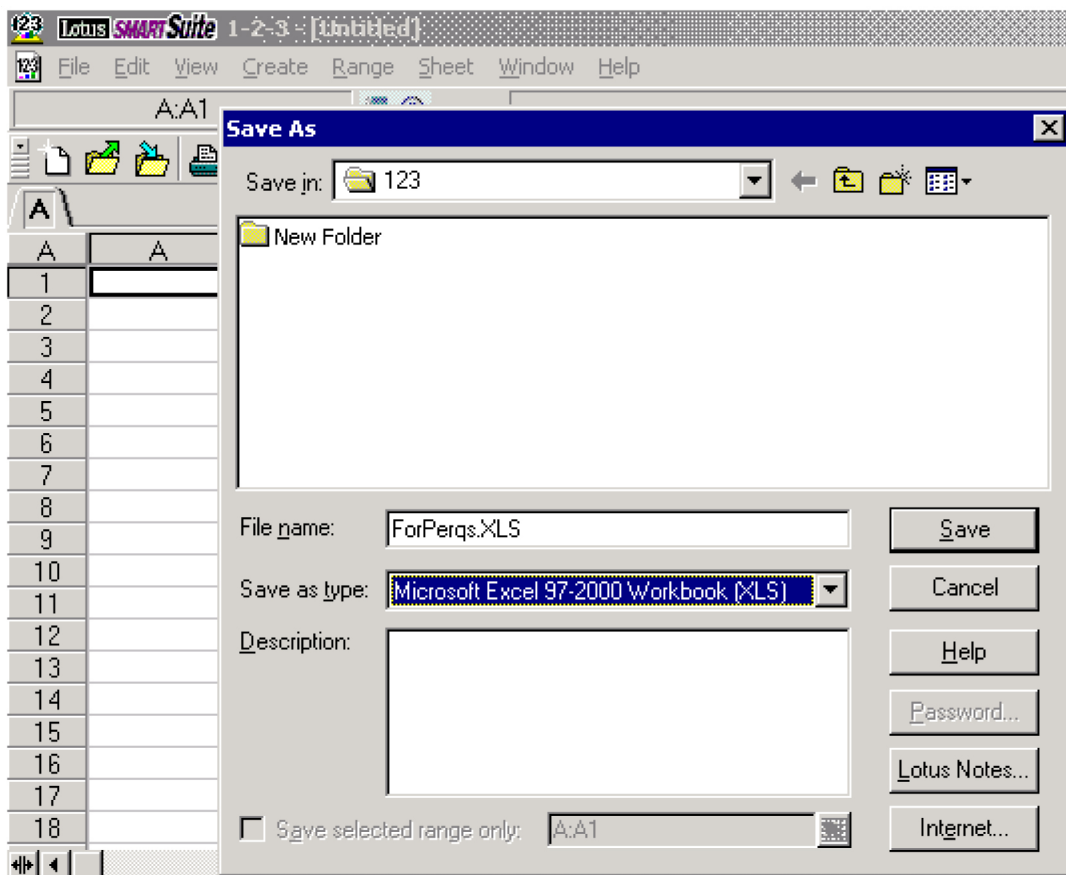 123 Lotus SMARTSuite 1-2-3 - [Untitled]
123 File Edit View Create Range Sheet Window Help
A:A1
Save As
Save in: 123
A
New Folder
A A
1
2
3
4
5
6
7
8
File name: ForPerqs.XLS Save
9
10
Save as type: Microsoft Excel 97-2000 Workbook (XLS) Cancel
11
12
Description: Help
13
14
Password...
15
16
Lotus Notes...
17
18
Save selected range only: A:A1 Internet...